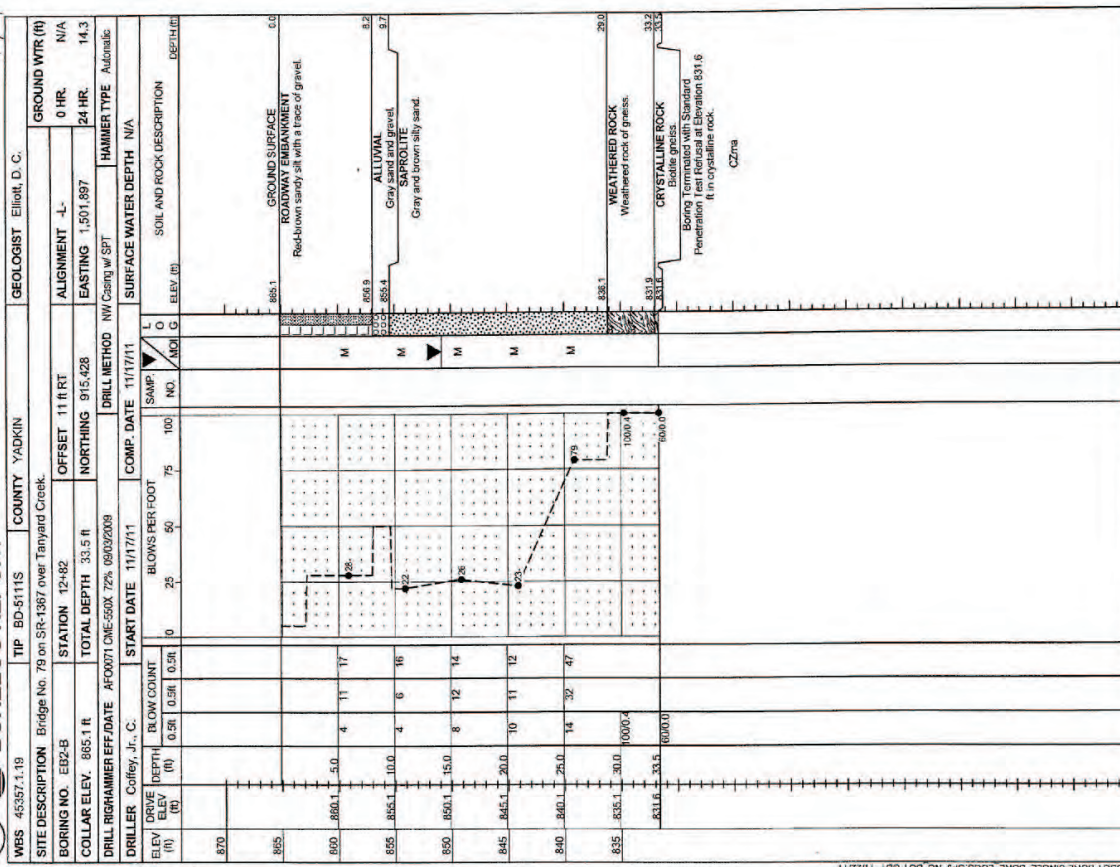 WBS 45357.1.19 TIP BD-5111S COUNTY YADKIN GEOLOGIST Elliott, D. C.
SITE DESCRIPTION Bridge No. 79 on SR-1367 over Tanyard Creek. GROUND WTR (ft)
BORING NO. EB2-B STATION 12+82 OFFSET 11 ft RT ALIGNMENT -L- 0 HR. N/A
COLLAR ELEV. 865.1 ft TOTAL DEPTH 33.5 ft NORTHING 915,428 EASTING 1,501,897 24 HR. 14.3
DRILL RIG/HAMMER EFF./DATE AFO0071 CME-550X 72% 09/03/2009 DRILL METHOD NW Casing w/ SPT HAMMER TYPE Automatic
DRILLER Coffey, Jr., C. START DATE 11/17/11 COMP. DATE 11/17/11 SURFACE WATER DEPTH N/A
ELEV (ft) DRIVE ELEV (ft) DEPTH (ft) BLOW COUNT BLOWS PER FOOT SAMP. NO. MOI LOG SOIL AND ROCK DESCRIPTION
0.5ft 0.5ft 0.5ft 0 25 50 75 100 ELEV (ft) DEPTH (ft)
870
865.1 GROUND SURFACE 0.0
ROADWAY EMBANKMENT
Red-brown sandy silt with a trace of gravel.
860 860.1 5.0 4 11 17 28 M
856.9 8.2
ALLUVIAL
Gray sand and gravel.
855 855.1 10.0 4 6 16 22 M 855.4 9.7
SAPROLITE
Gray and brown silty sand.
850 850.1 15.0 8 12 14 26 M
845 845.1 20.0 10 11 12 23 M
840 840.1 25.0 14 32 47 79 M
836.1 29.0
WEATHERED ROCK
Weathered rock of gneiss.
835 835.1 30.0 100/0.4 100/0.4
831.9 33.2
831.6 33.5 60/0.0 60/0.0 831.6 33.5
CRYSTALLINE ROCK
Biotite gneiss.
Boring Terminated with Standard
Penetration Test Refusal at Elevation 831.6
ft in crystalline rock.
CZma